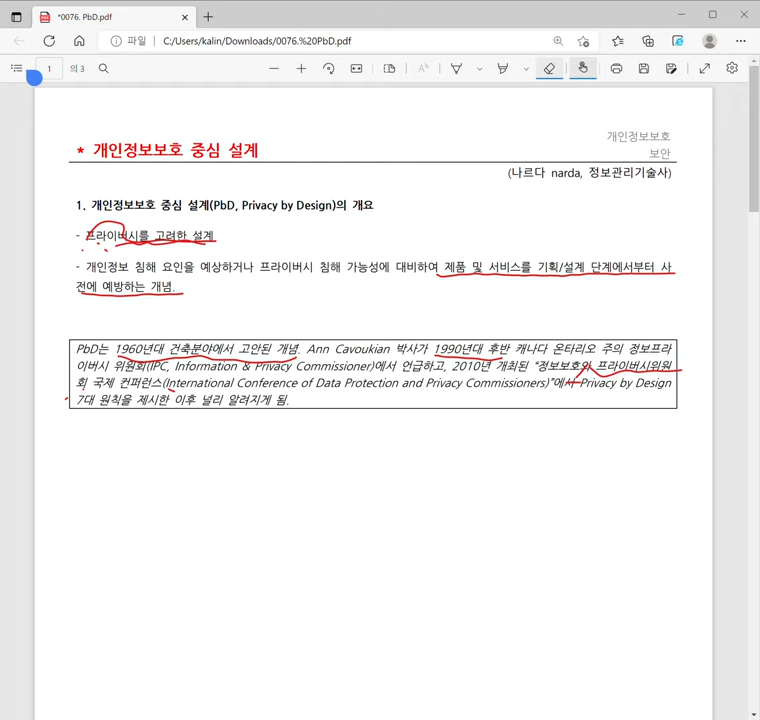 *0076. PbD.pdf
파일
C:/Users/kalin/Downloads/0076.%20PbD.pdf
1 의 3
개인정보보호
보안
* 개인정보보호 중심 설계
(나르다 narda, 정보관리기술사)
1. 개인정보보호 중심 설계(PbD, Privacy by Design)의 개요
- 프라이버시를 고려한 설계
- 개인정보 침해 요인을 예상하거나 프라이버시 침해 가능성에 대비하여 제품 및 서비스를 기획/설계 단계에서부터 사
전에 예방하는 개념.
PbD는 1960년대 건축분야에서 고안된 개념. Ann Cavoukian 박사가 1990년대 후반 캐나다 온타리오 주의 정보프라
이버시 위원회(IPC, Information & Privacy Commissioner)에서 언급하고, 2010년 개최된 “정보보호와 프라이버시위원
회 국제 컨퍼런스(International Conference of Data Protection and Privacy Commissioners)”에서 Privacy by Design
7대 원칙을 제시한 이후 널리 알려지게 됨.